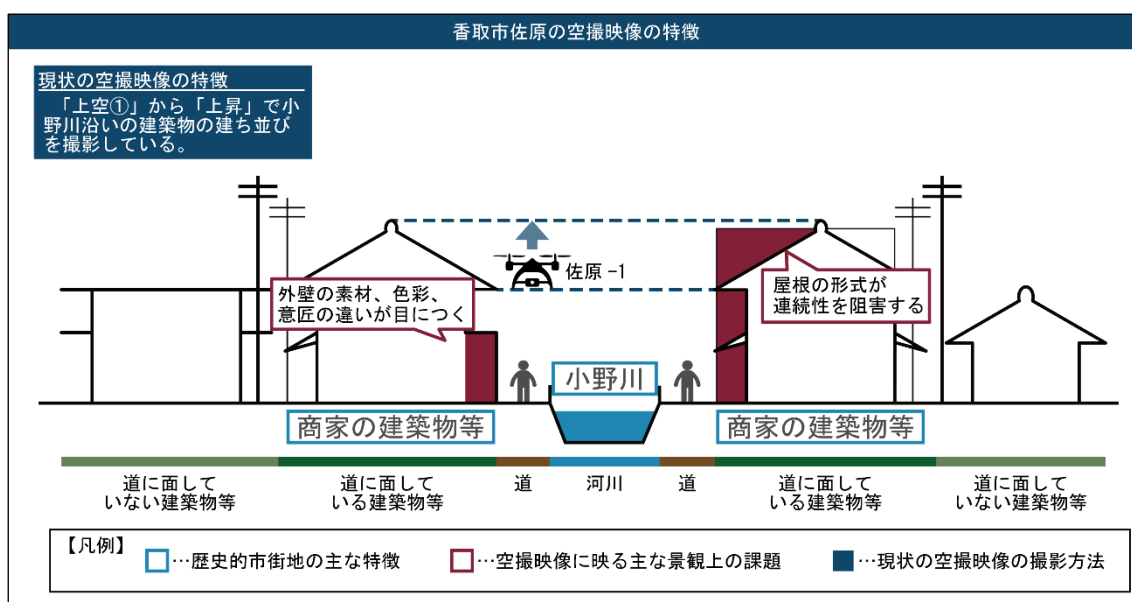 香取市佐原の空撮映像の特徴
現状の空撮映像の特徴
「上空①」から「上昇」で小
野川沿いの建築物の建ち並び
を撮影している。
佐原-1
外壁の素材、色彩、
意匠の違いが目につく
屋根の形式が
連続性を阻害する
小野川
商家の建築物等
商家の建築物等
道に面して
いない建築物等
道に面して
いる建築物等
道
河川
道
道に面して
いる建築物等
道に面して
いない建築物等
【凡例】
…歴史的市街地の主な特徴
…空撮映像に映る主な景観上の課題
…現状の空撮映像の撮影方法